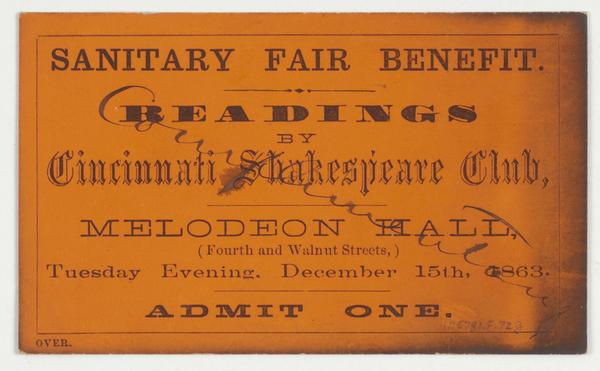 SANITARY FAIR BENEFIT.
READINGS
BY
Cincinnati Shakespeare Club,
MELODEON HALL,
(Fourth and Walnut Streets,)
Tuesday Evening, December 15th, 1863.
ADMIT ONE.
OVER.
Complimentary